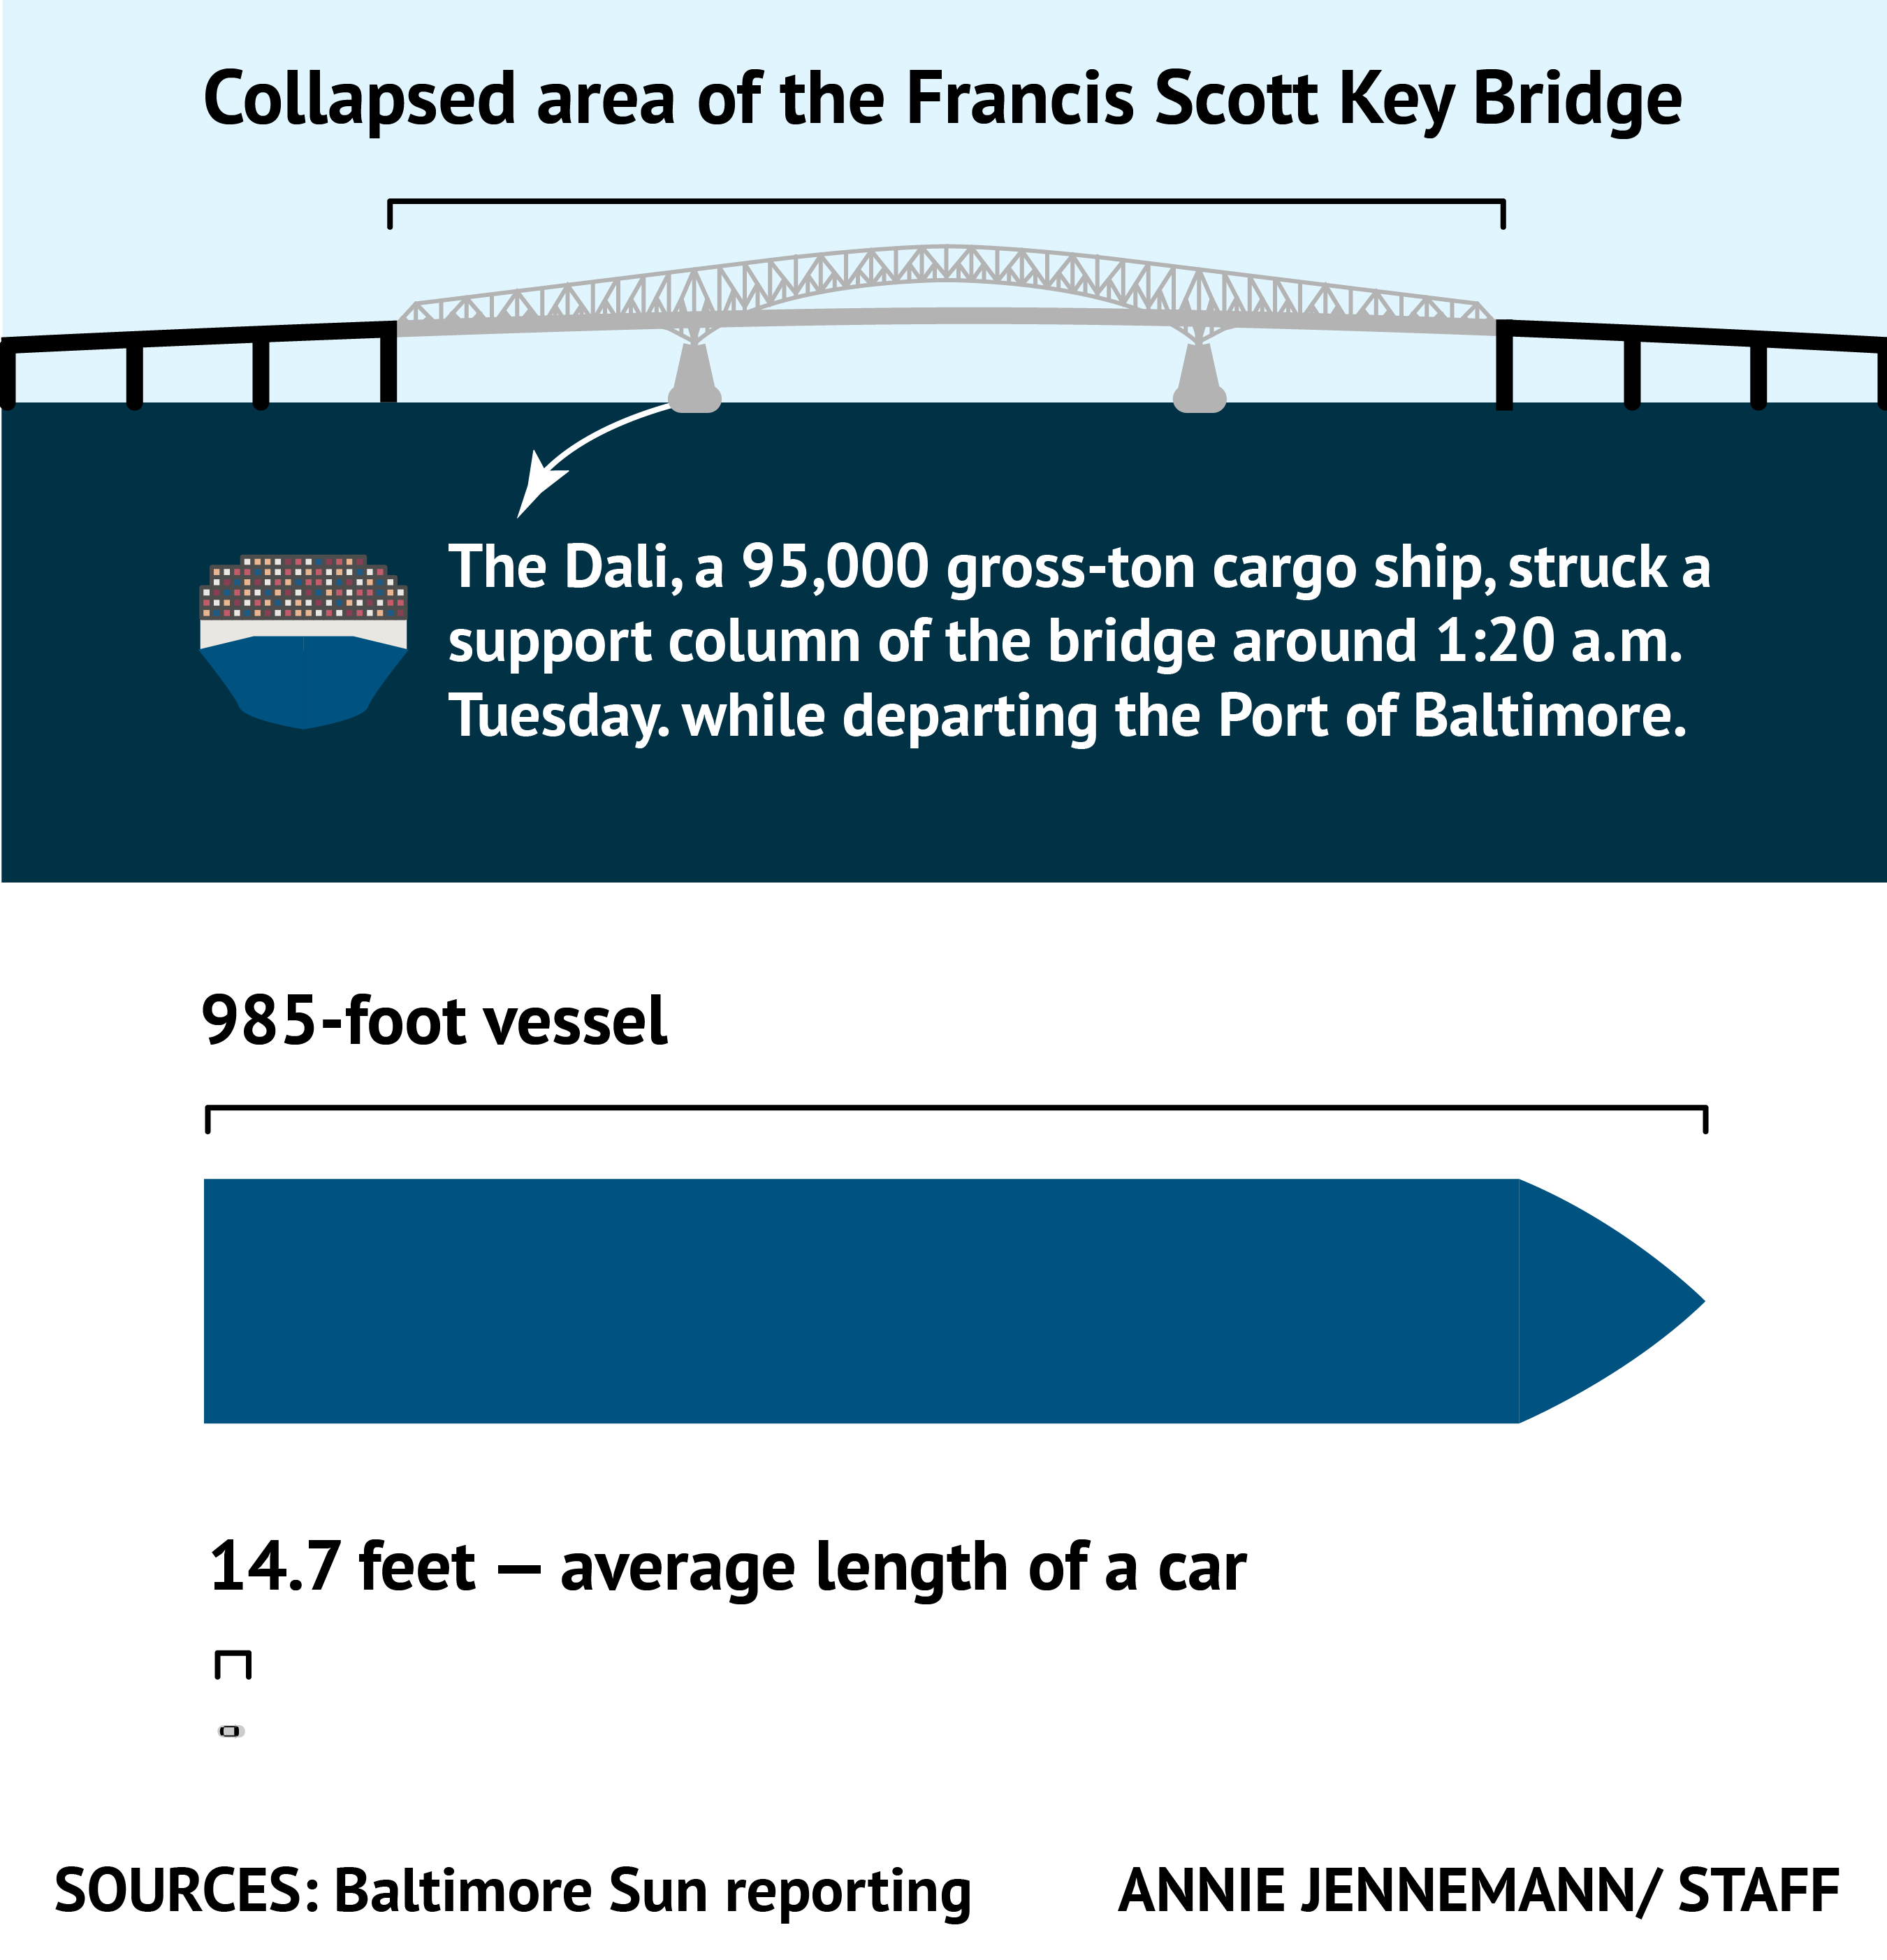 Collapsed area of the Francis Scott Key Bridge
The Dali, a 95,000 gross-ton cargo ship, struck a
support column of the bridge around 1:20 a.m.
Tuesday. while departing the Port of Baltimore.
985-foot vessel
14.7 feet — average length of a car
SOURCES: Baltimore Sun reporting
ANNIE JENNEMANN/ STAFF